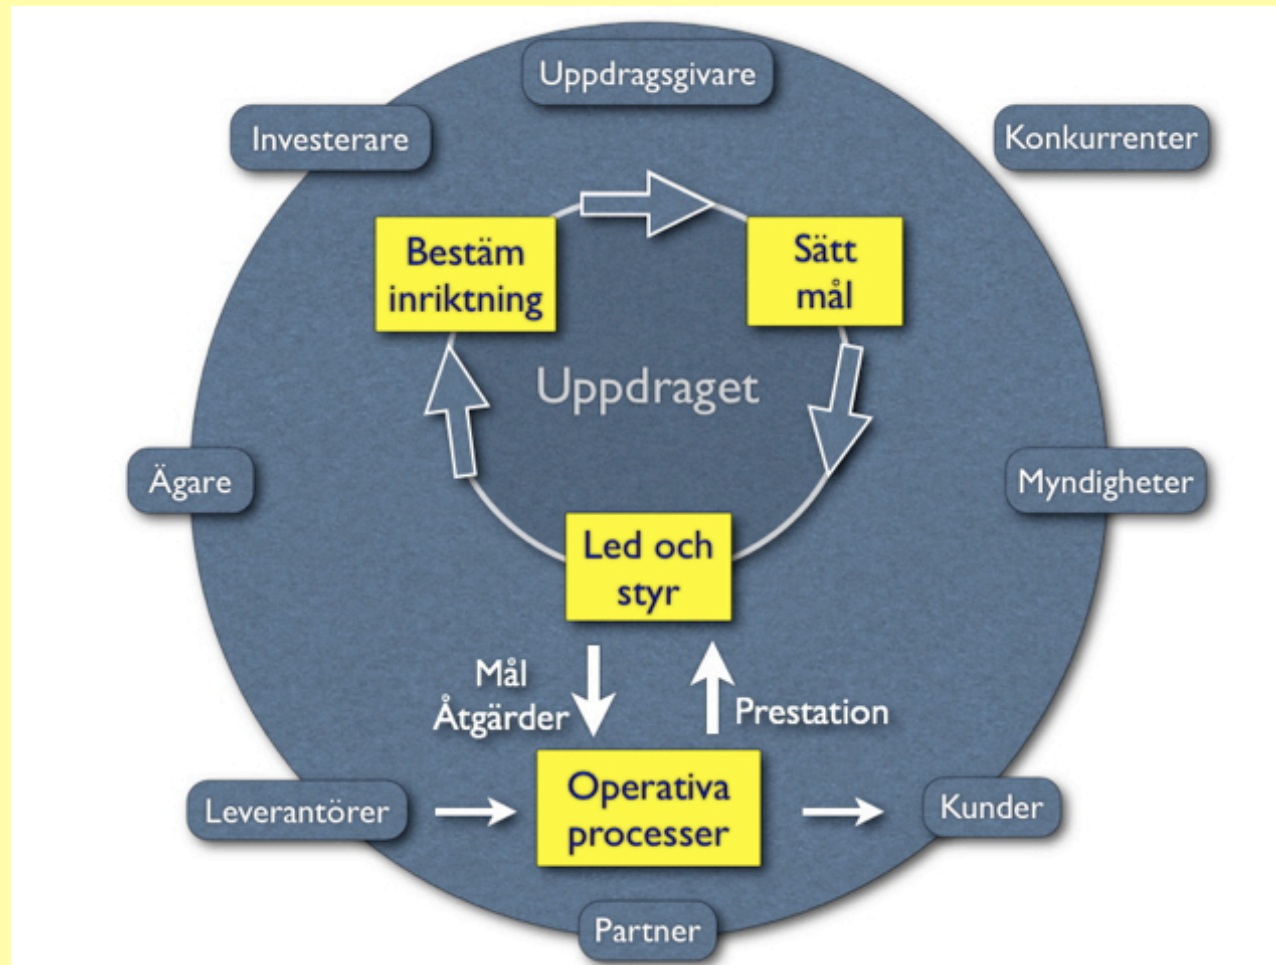 Uppdragsgivare
Investerare
Konkurrenter
Bestäm
inriktning
Sätt
mål
Uppdraget
Ägare
Myndigheter
Led och
styr
Mål
Åtgärder
Prestation
Leverantörer
Operativa
processer
Kunder
Partner